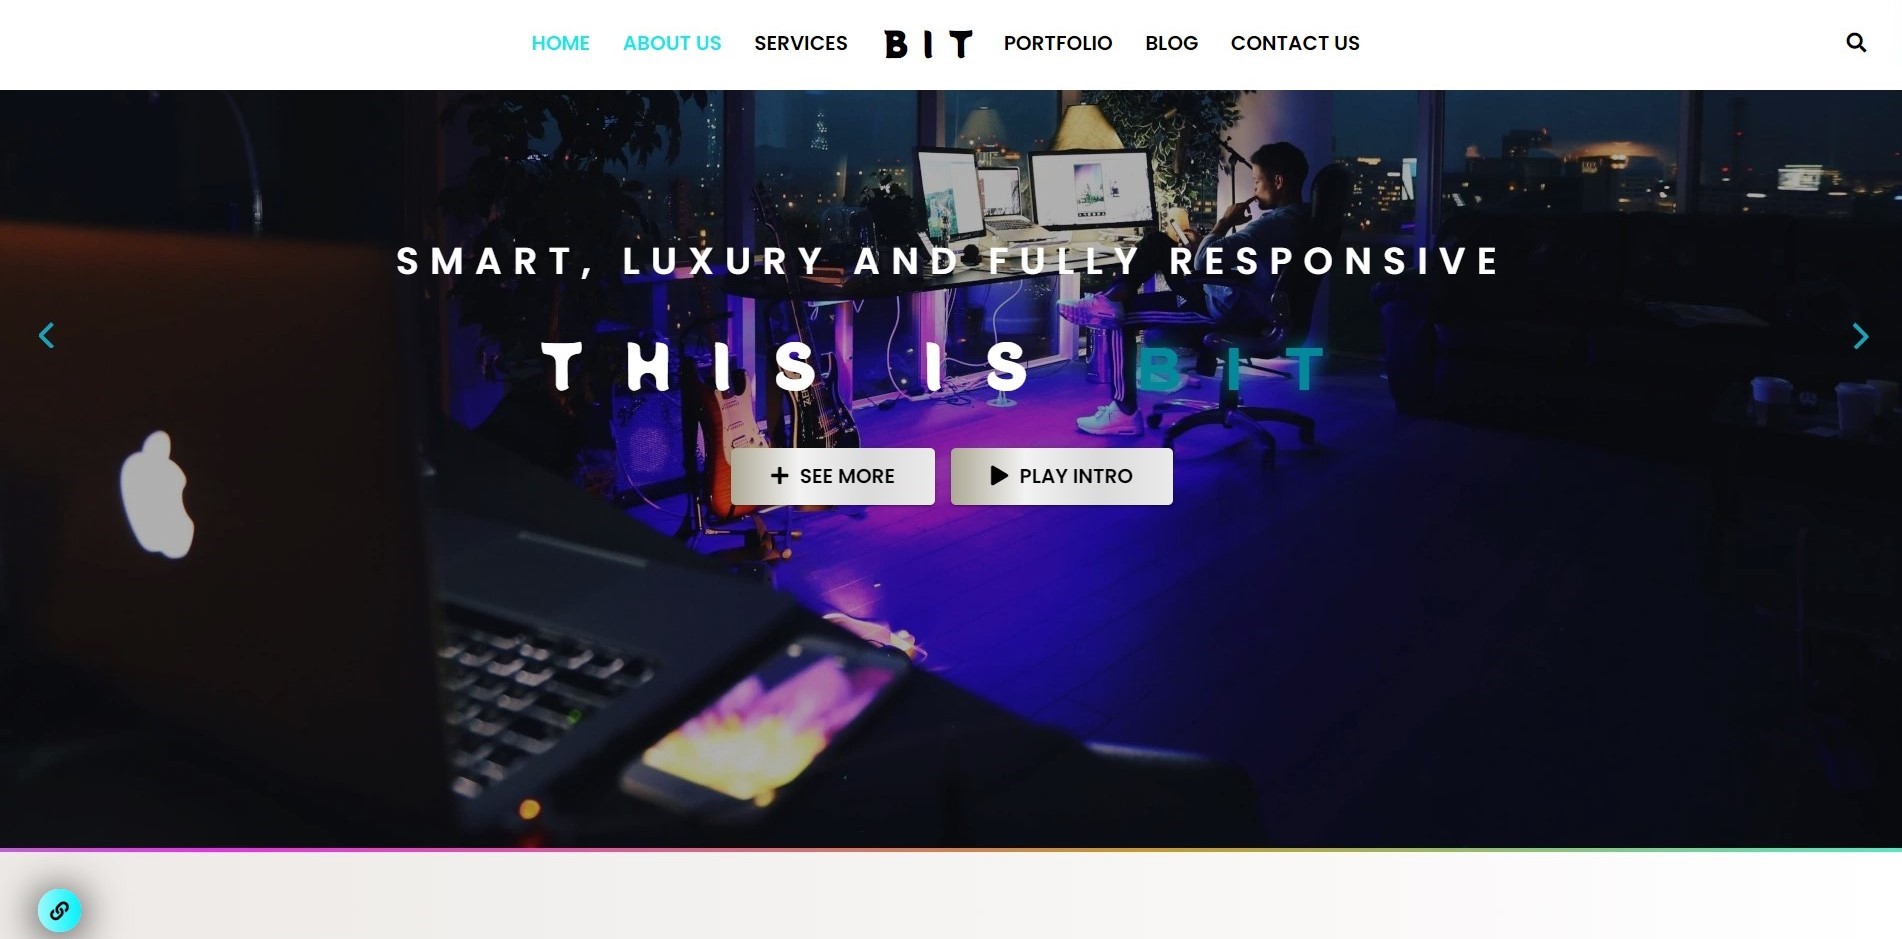 HOME ABOUT US SERVICES BIT PORTFOLIO BLOG CONTACT US
SMART, LUXURY AND FULLY RESPONSIVE
THIS IS BIT
SEE MORE PLAY INTRO